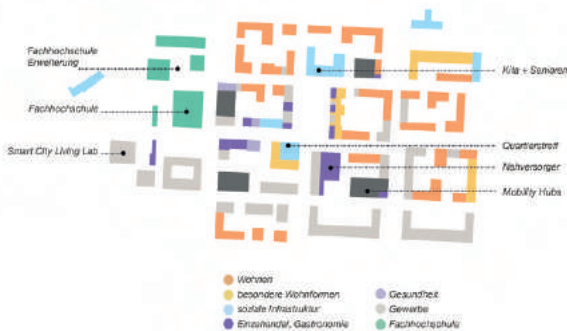 Fachhochschule
Erweiterung
Fachhochschule
Smart City Living Lab
Kita + Senioren
Quartierstreff
Nahversorger
Mobility Hubs
Wohnen
besondere Wohnformen
soziale Infrastruktur
Einzelhandel, Gastronomie
Gesundheit
Gewerbe
Fachhochschule